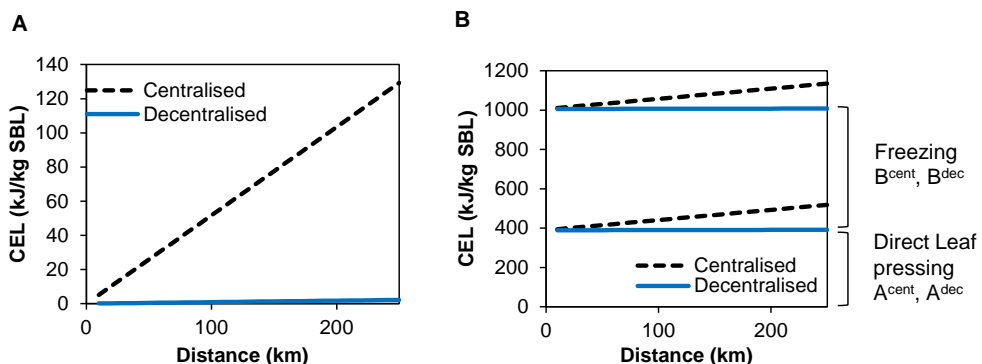 A
CEL (kJ/kg SBL)
140
120
100
80
60
40
20
0
Centralised
Decentralised
0
100
200
Distance (km)
B
CEL (kJ/kg SBL)
1200
1000
800
600
400
200
0
Centralised
Decentralised
0
100
200
Distance (km)
Freezing
Bcent, Bdec
Direct Leaf
pressing
Acent, Adec